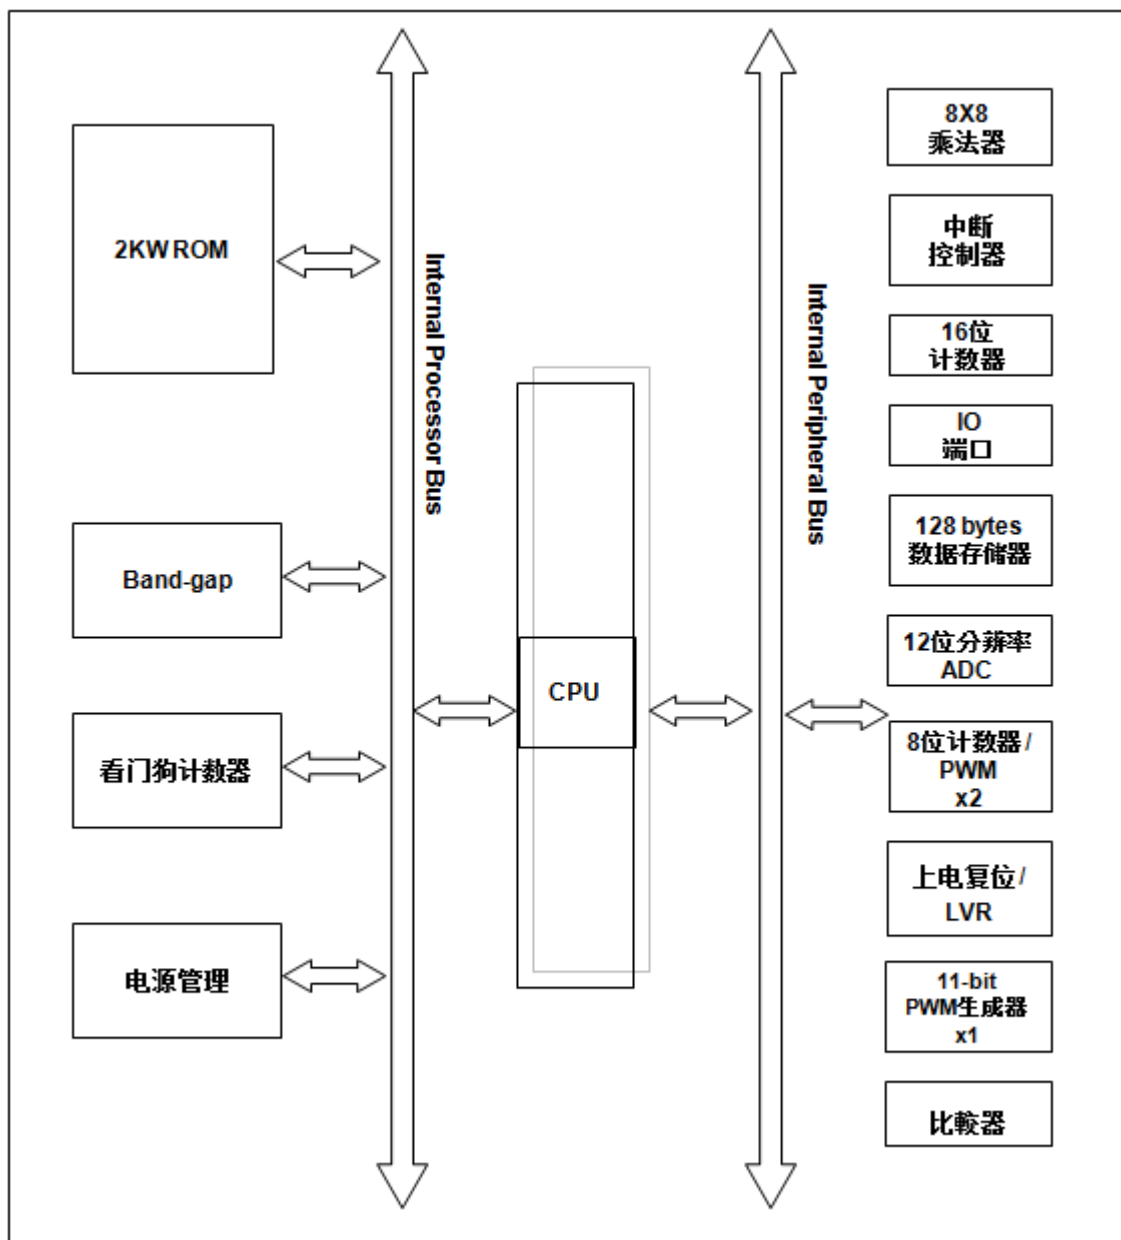 2KW ROM
Band-gap
看门狗计数器
电源管理
Internal Processor Bus
CPU
Internal Peripheral Bus
8X8
乘法器
中断
控制器
16位
计数器
IO
端口
128 bytes
数据存储器
12位分辨率
ADC
8位计数器/
PWM
x2
上电复位/
LVR
11-bit
PWM生成器
x1
比較器